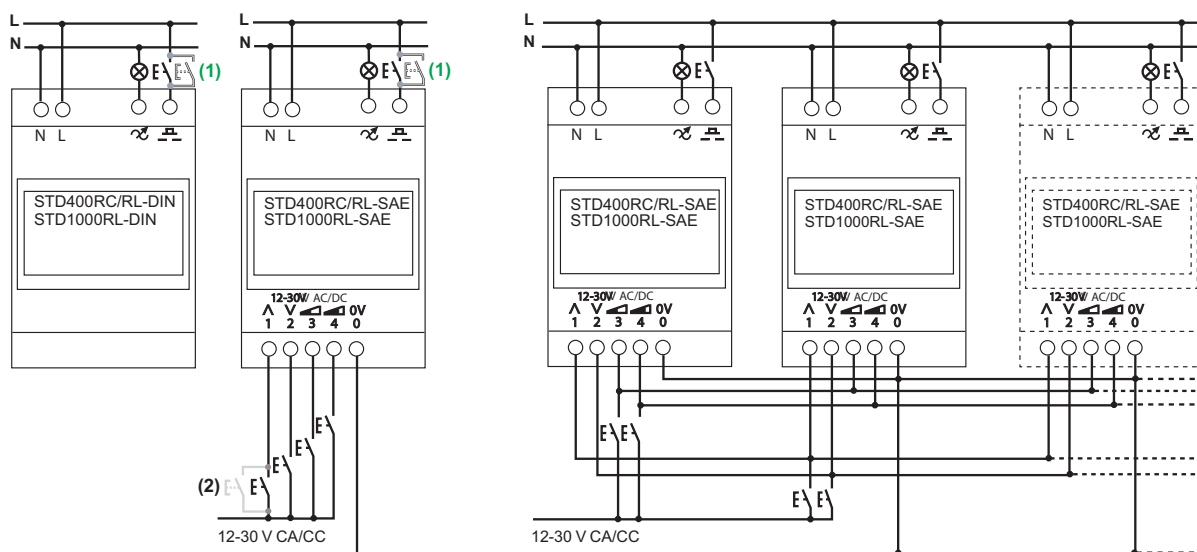 L
N
(1)
N L
STD400RC/RL-DIN
STD1000RL-DIN
L
N
(1)
N L
STD400RC/RL-SAE
STD1000RL-SAE
12-30V AC/DC
0V
1 2 3 4 0
(2)
12-30 V CA/CC
L
N
N L
STD400RC/RL-SAE
STD1000RL-SAE
12-30V AC/DC
0V
1 2 3 4 0
12-30 V CA/CC
N L
STD400RC/RL-SAE
STD1000RL-SAE
12-30V AC/DC
0V
1 2 3 4 0
N L
STD400RC/RL-SAE
STD1000RL-SAE
12-30V AC/DC
0V
1 2 3 4 0